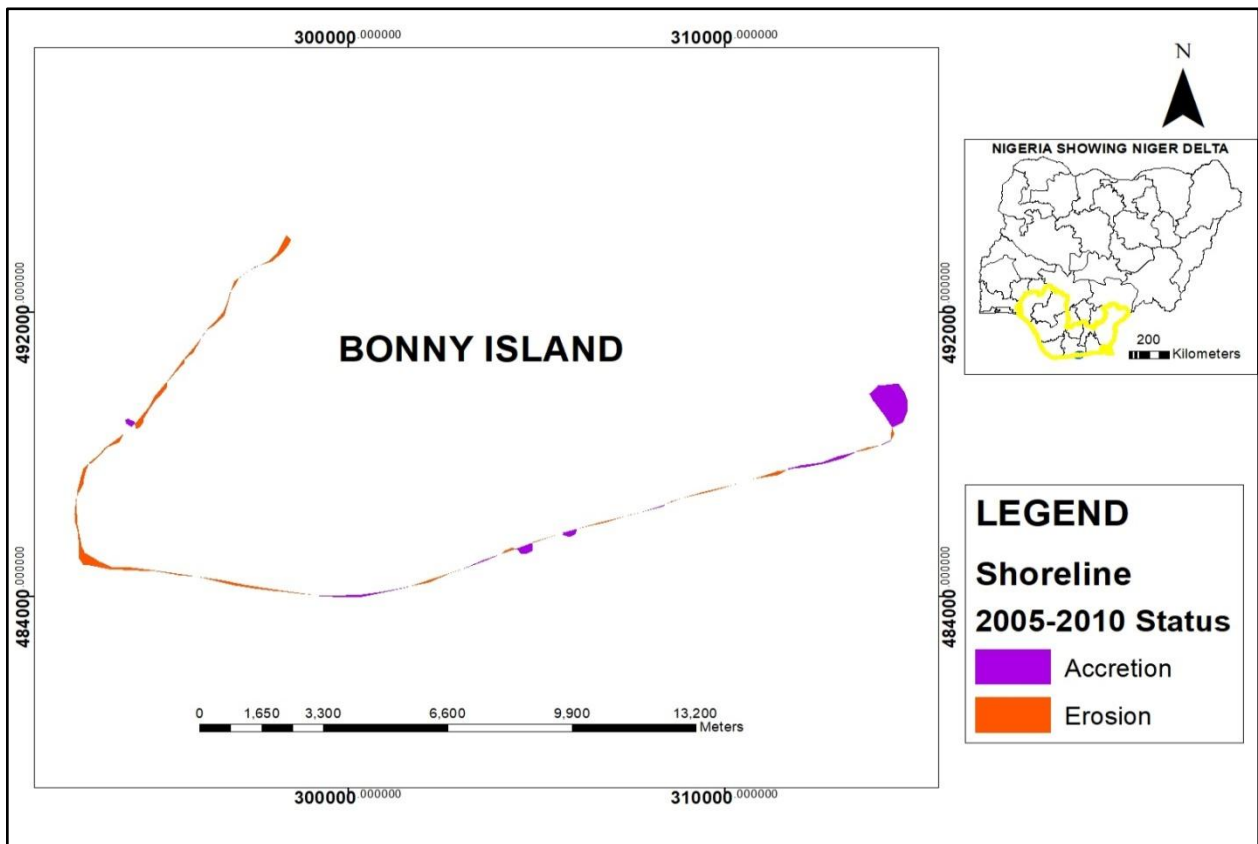 300000.000000 310000.000000
N
NIGERIA SHOWING NIGER DELTA
200
Kilometers
492000.000000 492000.000000
BONNY ISLAND
484000.000000 484000.000000
LEGEND
Shoreline
2005-2010 Status
Accretion
Erosion
0 1,650 3,300 6,600 9,900 13,200
Meters
300000.000000 310000.000000